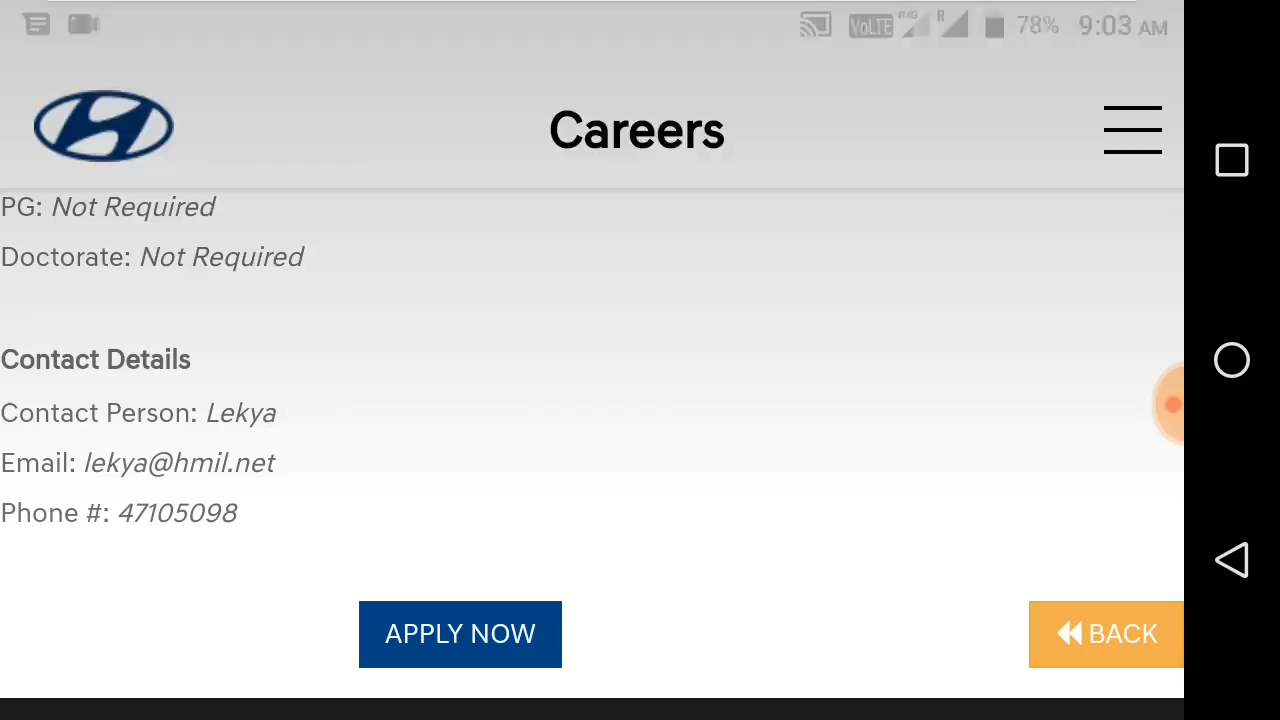 VoLTE R 78% 9:03 AM
Careers
PG: Not Required
Doctorate: Not Required
Contact Details
Contact Person: Lekya
Email: lekya@hmil.net
Phone #: 47105098
APPLY NOW
BACK